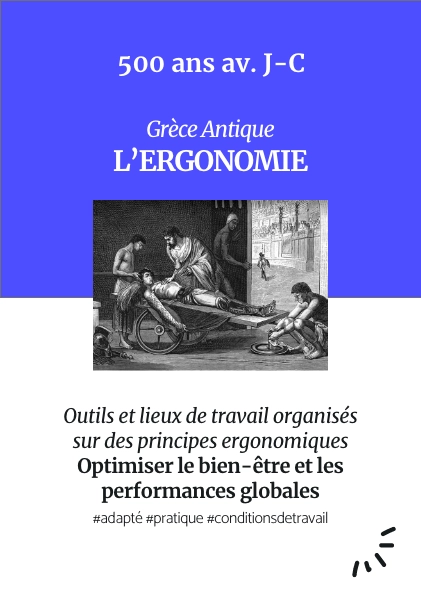 500 ans av. J-C
Grèce Antique
L’ERGONOMIE
Outils et lieux de travail organisés
sur des principes ergonomiques
Optimiser le bien-être et les
performances globales
#adapté #pratique #conditionsdetravail